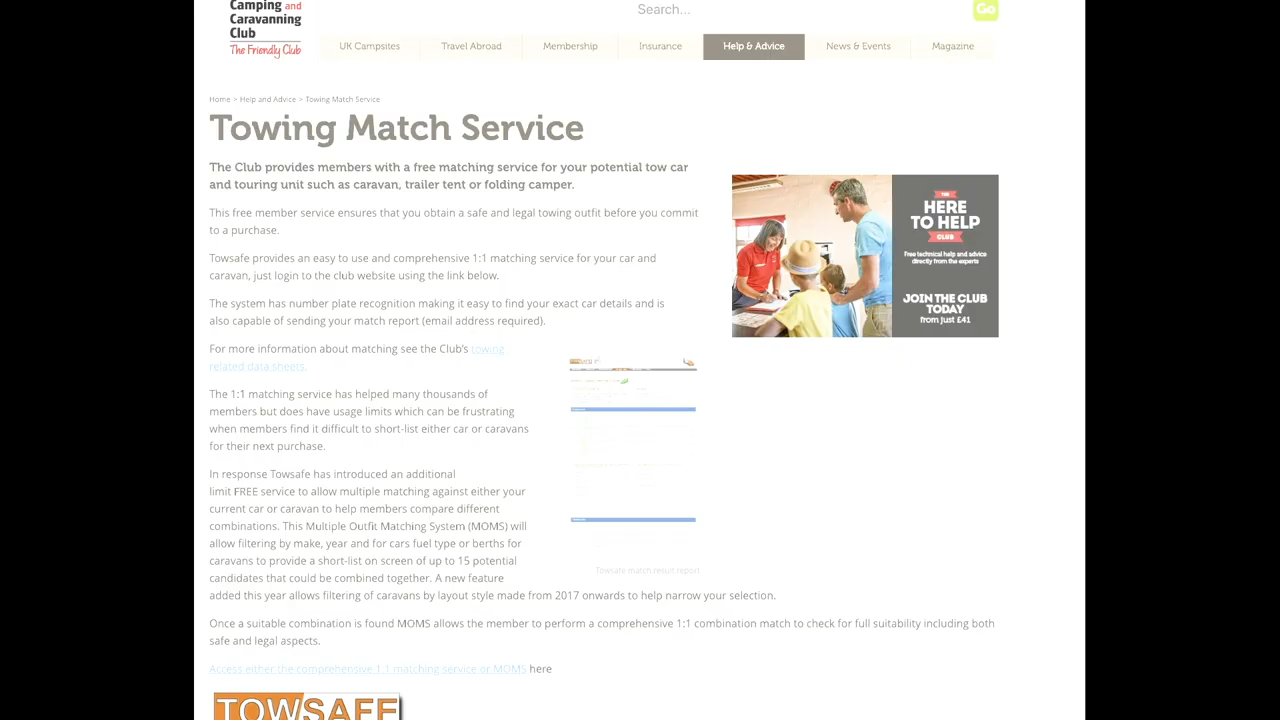 Camping and
Caravanning
Club
The Friendly Club
Search...
Go
UK Campsites
Travel Abroad
Membership
Insurance
Help & Advice
News & Events
Magazine
Home > Help and Advice > Towing Match Service
Towing Match Service
The Club provides members with a free matching service for your potential tow car
and touring unit such as caravan, trailer tent or folding camper.
This free member service ensures that you obtain a safe and legal towing outfit before you commit
to a purchase.
Towsafe provides an easy to use and comprehensive 1:1 matching service for your car and
caravan, just login to the club website using the link below.
The system has number plate recognition making it easy to find your exact car details and is
also capable of sending your match report (email address required).
For more information about matching see the Club's towing
related data sheets.
The 1:1 matching service has helped many thousands of
members but does have usage limits which can be frustrating
when members find it difficult to short-list either car or caravans
for their next purchase.
In response Towsafe has introduced an additional
limit FREE service to allow multiple matching against either your
current car or caravan to help members compare different
combinations. This Multiple Outfit Matching System (MOMS) will
allow filtering by make, year and for cars fuel type or berths for
caravans to provide a short-list on screen of up to 15 potential
candidates that could be combined together. A new feature
added this year allows filtering of caravans by layout style made from 2017 onwards to help narrow your selection.
Towsafe match result report
Once a suitable combination is found MOMS allows the member to perform a comprehensive 1:1 combination match to check for full suitability including both
safe and legal aspects.
Access either the comprehensive 1:1 matching service or MOMS here
TOWSAFE
THE
HERE
TO HELP
CLUB
Free technical help and advice
directly from the experts
JOIN THE CLUB
TODAY
from just £41